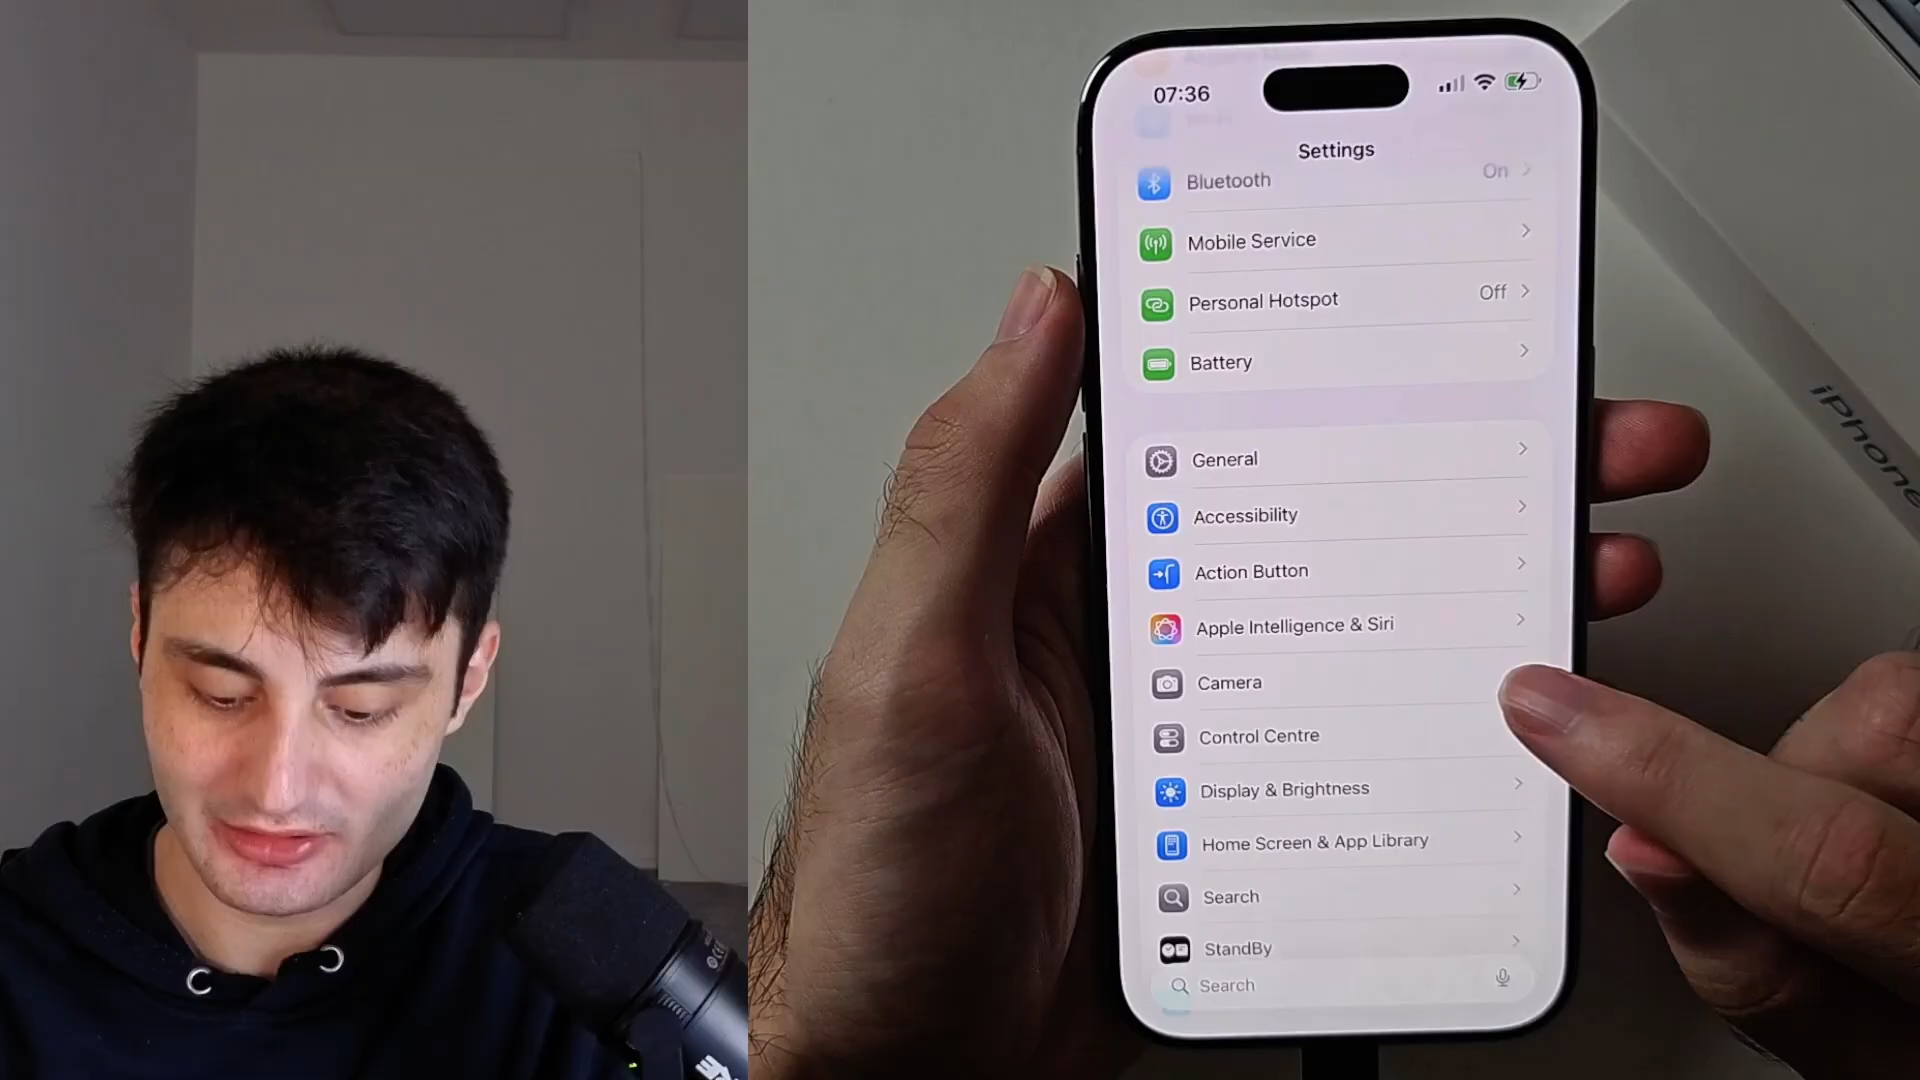 07:36
Settings
Bluetooth On
Mobile Service
Personal Hotspot Off
Battery
General
Accessibility
Action Button
Apple Intelligence & Siri
Camera
Control Centre
Display & Brightness
Home Screen & App Library
Search
StandBy
Search
iPhone